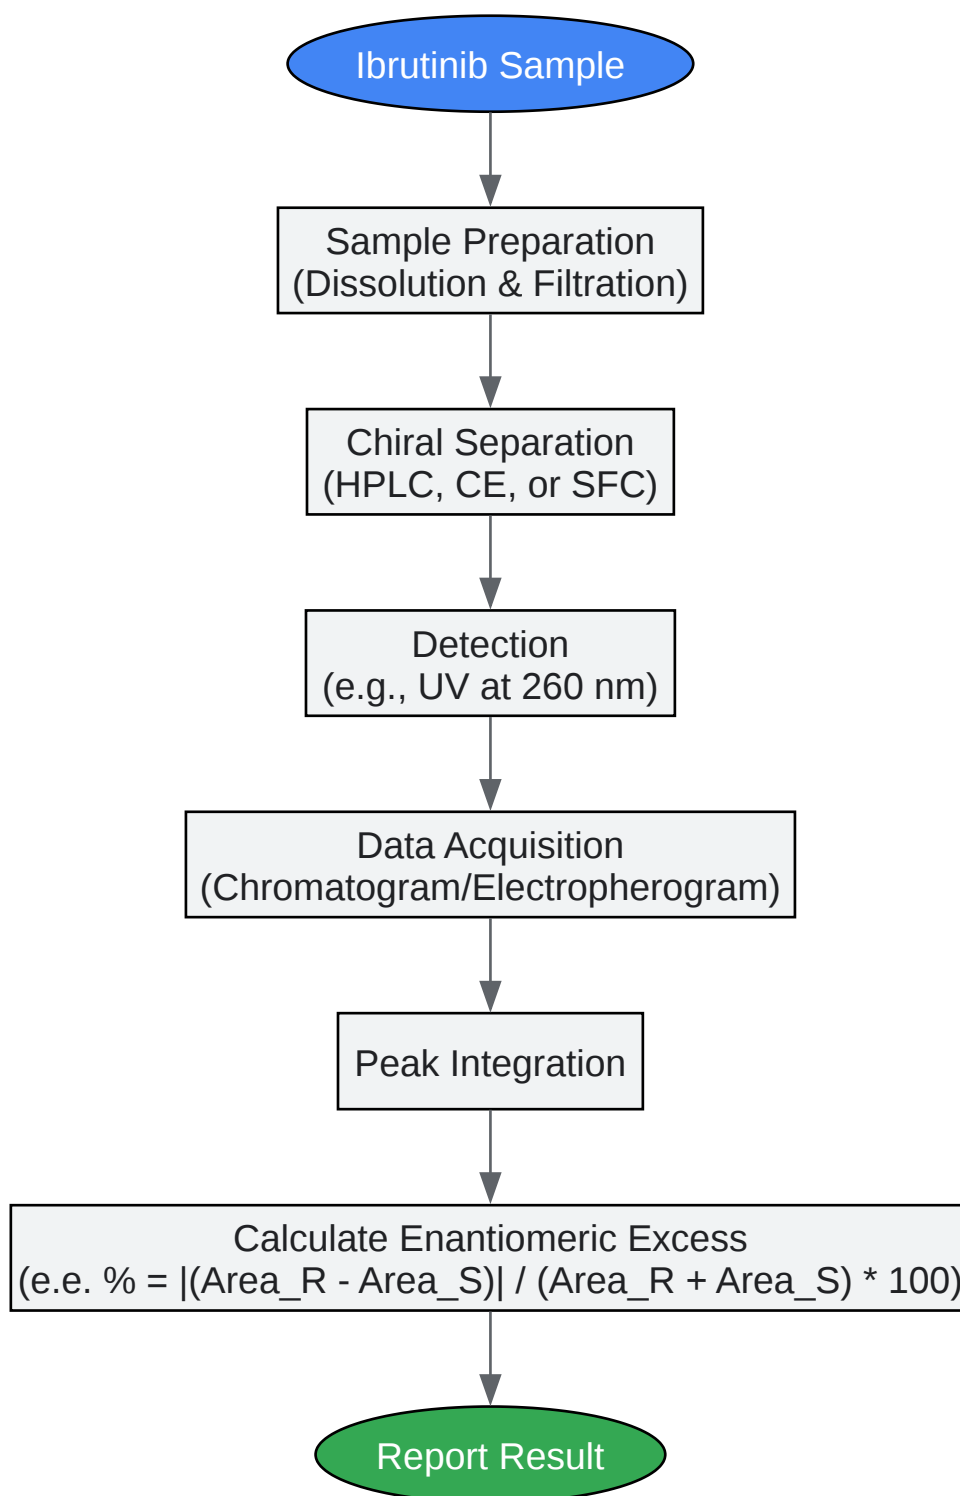 Ibrutinib Sample
Sample Preparation
(Dissolution & Filtration)
Chiral Separation
(HPLC, CE, or SFC)
Detection
(e.g., UV at 260 nm)
Data Acquisition
(Chromatogram/Electropherogram)
Peak Integration
Calculate Enantiomeric Excess
(e.e. % = |(Area_R - Area_S)| / (Area_R + Area_S) * 100)
Report Result